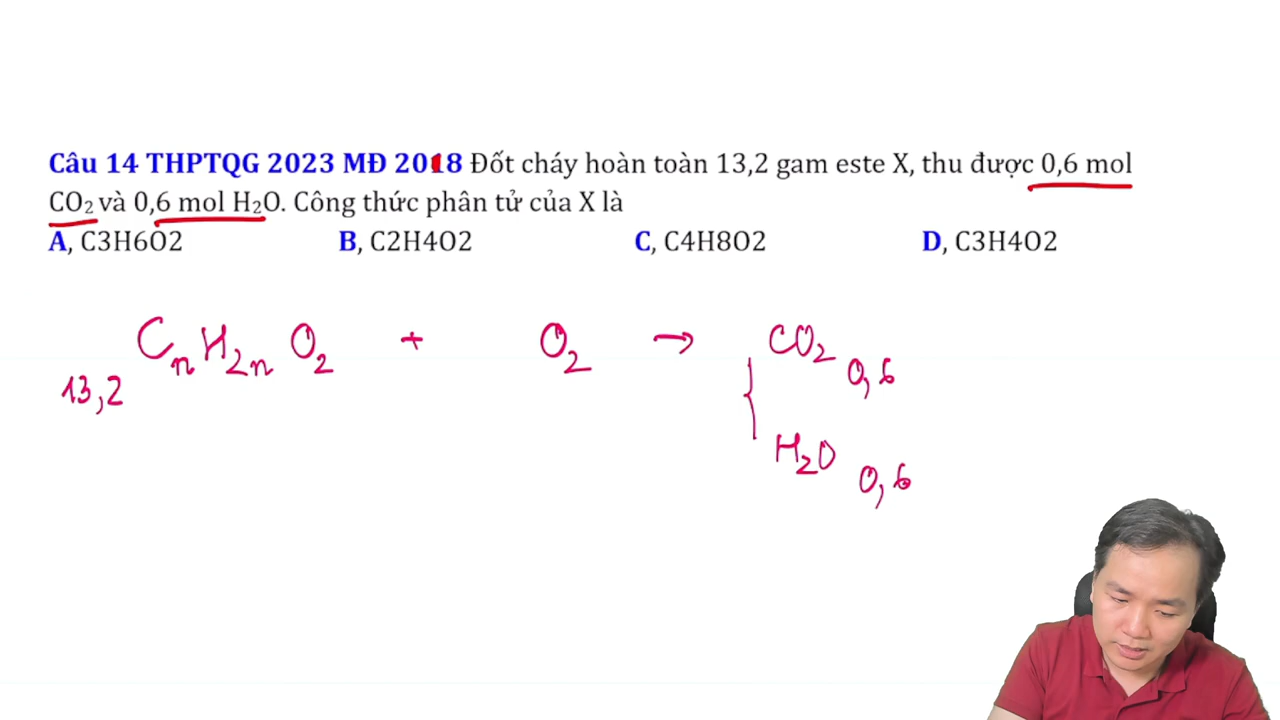 Câu 14 THPTQG 2023 MĐ 2018 Đốt cháy hoàn toàn 13,2 gam este X, thu được 0,6 mol
CO₂ và 0,6 mol H₂O. Công thức phân tử của X là
A, C3H6O2 B, C2H4O2 C, C4H8O2 D, C3H4O2
CₙH₂ₙO₂ + O₂ → CO₂ 0,6
13,2
H₂O 0,6